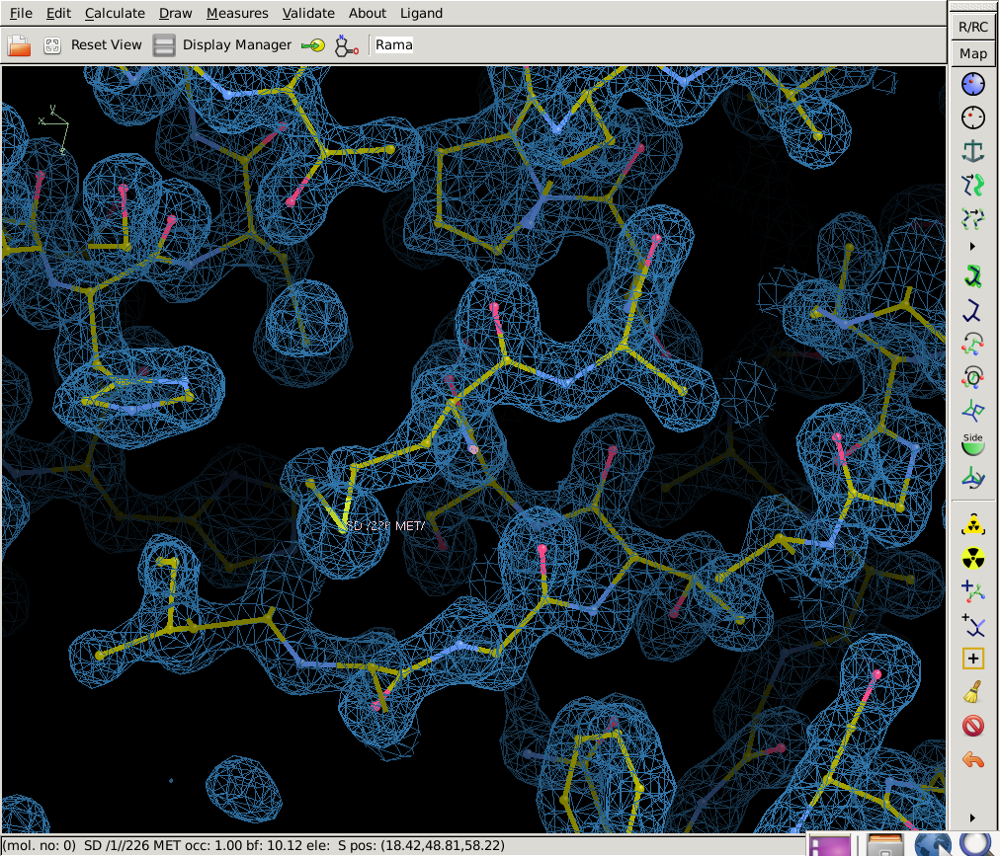 File Edit Calculate Draw Measures Validate About Ligand
Reset View Display Manager Rama
R/RC
Map
Side
SD /226 MET/
(mol. no: 0) SD /1//226 MET occ: 1.00 bf: 10.12 ele: S pos: (18.42,48.81,58.22)